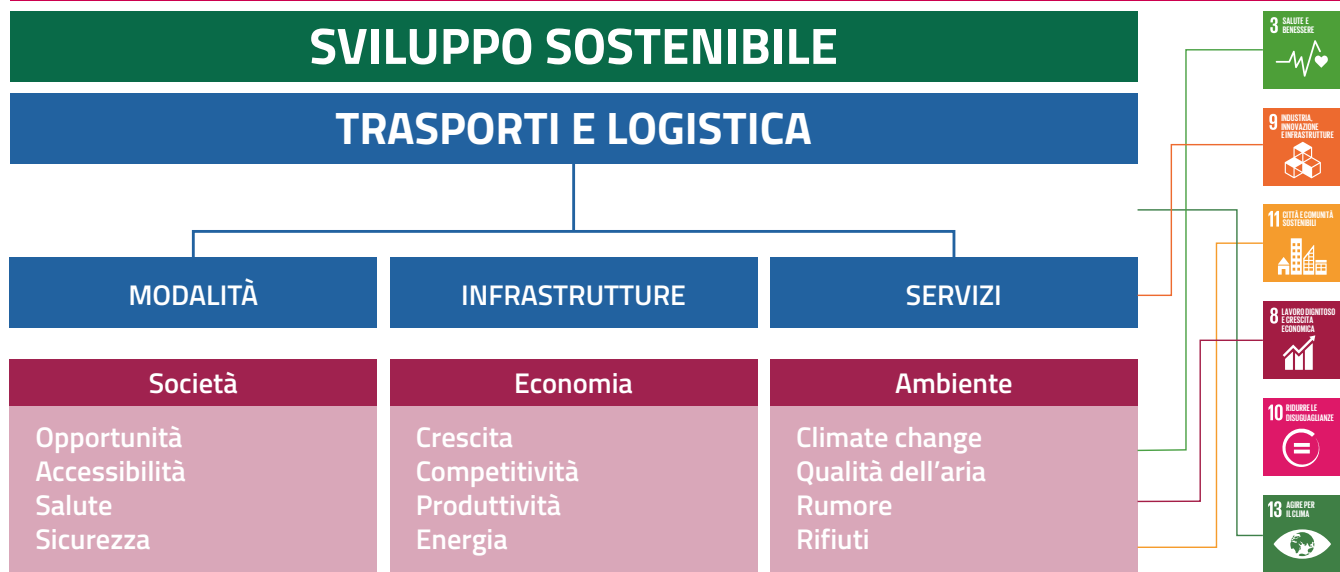 SVILUPPO SOSTENIBILE
TRASPORTI E LOGISTICA
MODALITÀ
INFRASTRUTTURE
SERVIZI
Società
Opportunità
Accessibilità
Salute
Sicurezza
Economia
Crescita
Competitività
Produttività
Energia
Ambiente
Climate change
Qualità dell'aria
Rumore
Rifiuti
3 SALUTE E
BENESSERE
9 INDUSTRIA,
INNOVAZIONE
E INFRASTRUTTURE
11 CITTÀ E COMUNITÀ
SOSTENIBILI
8 LAVORO DIGNITOSO
E CRESCITA
ECONOMICA
10 RIDURRE LE
DISUGUAGLIANZE
13 AGIRE PER
IL CLIMA